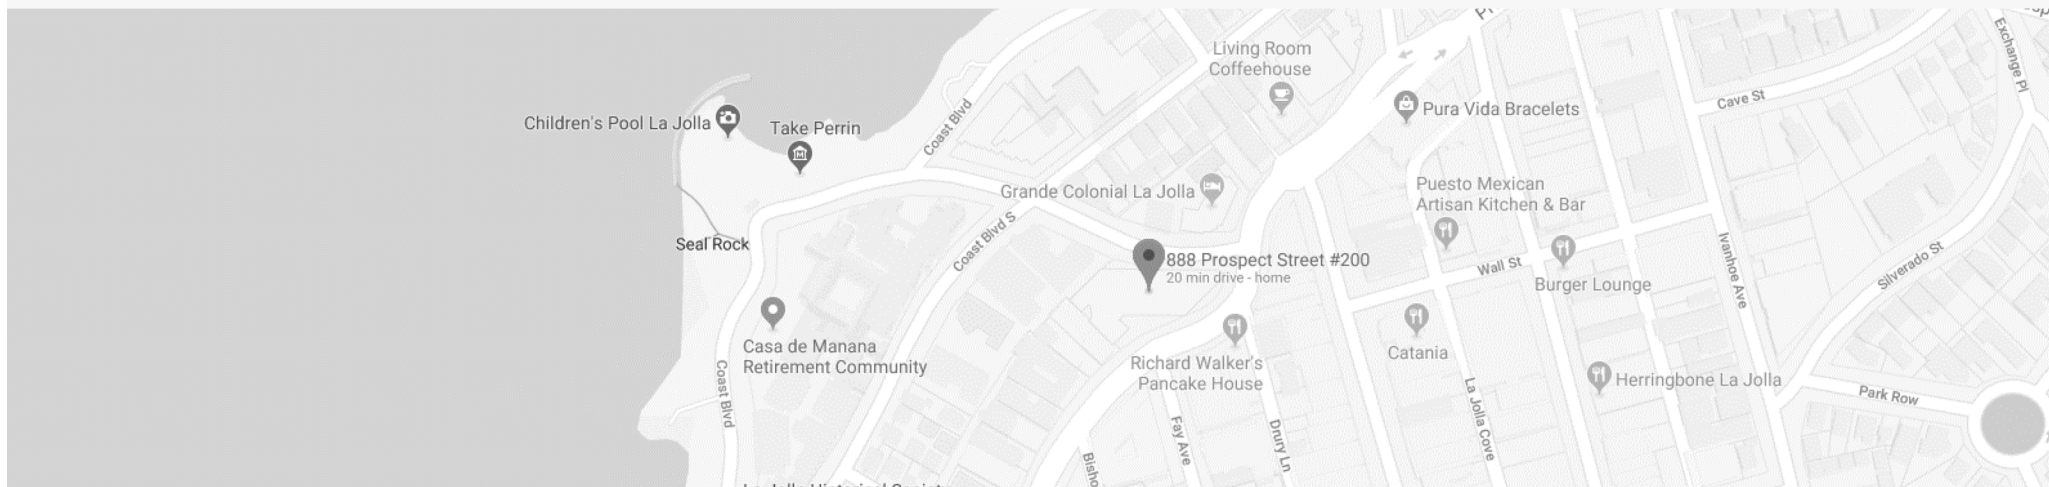 Living Room
Coffeehouse
Exchange Pl
Children's Pool La Jolla
Take Perrin
Coast Blvd
Pura Vida Bracelets
Cave St
Grande Colonial La Jolla
Puesto Mexican
Artisan Kitchen & Bar
Seal Rock
Coast Blvd S
888 Prospect Street #200
20 min drive - home
Wall St
Burger Lounge
Ivanhoe Ave
Silverado St
Casa de Manana
Retirement Community
Richard Walker's
Pancake House
Catania
Herringbone La Jolla
Coast Blvd
Park Row
Fay Ave
Drury Ln
La Jolla Cove
Bisho